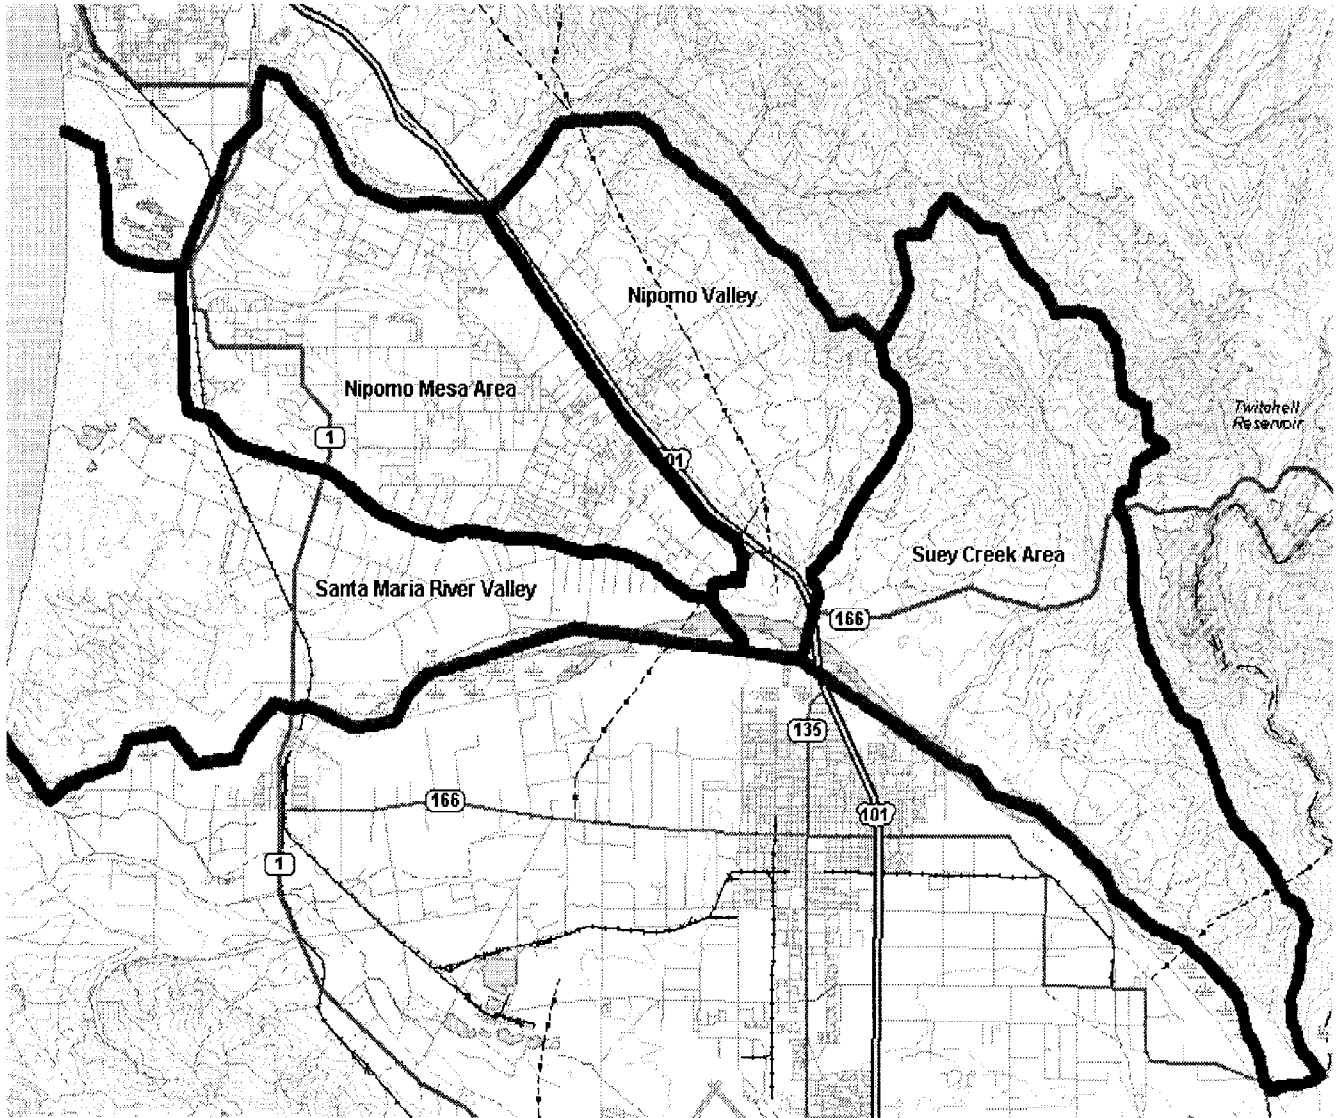 Nipomo Valley
Nipomo Mesa Area
Twitchell
Reservoir
1
101
Suey Creek Area
Santa Maria River Valley
166
135
166
101
1